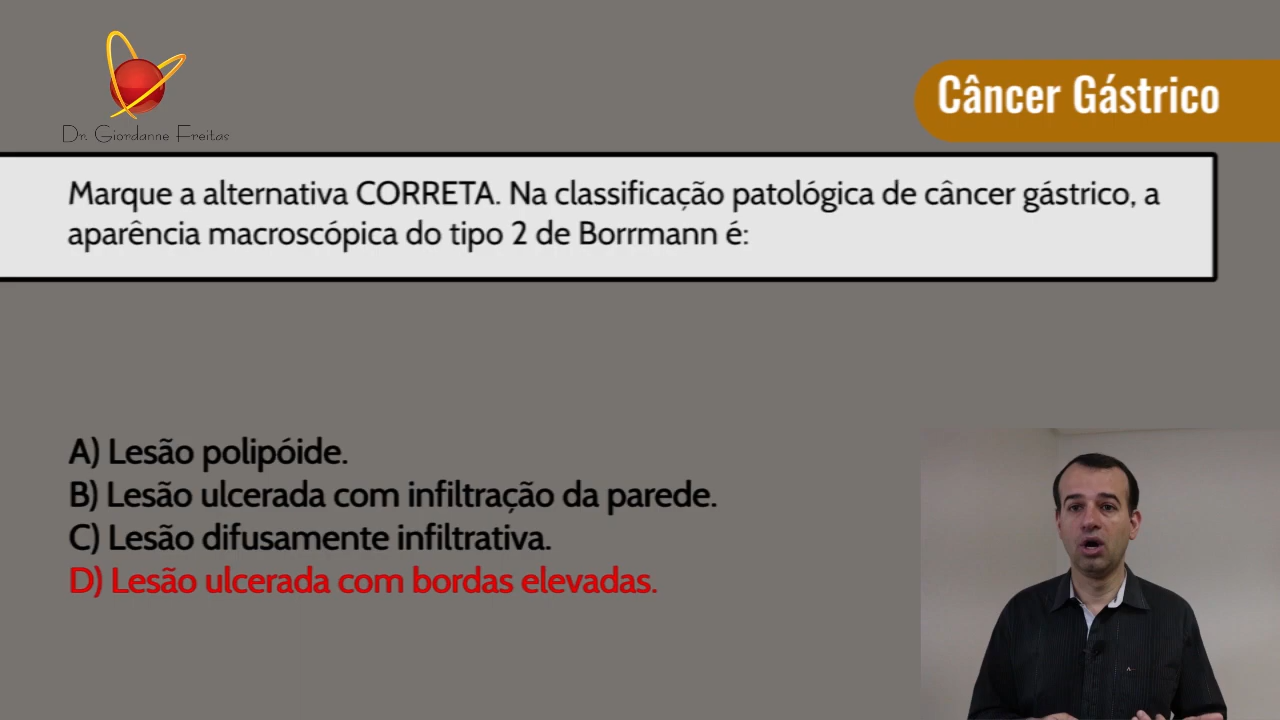 Dr. Giordanne Freitas
Câncer Gástrico
Marque a alternativa CORRETA. Na classificação patológica de câncer gástrico, a
aparência macroscópica do tipo 2 de Borrmann é:
A) Lesão polipóide.
B) Lesão ulcerada com infiltração da parede.
C) Lesão difusamente infiltrativa.
D) Lesão ulcerada com bordas elevadas.